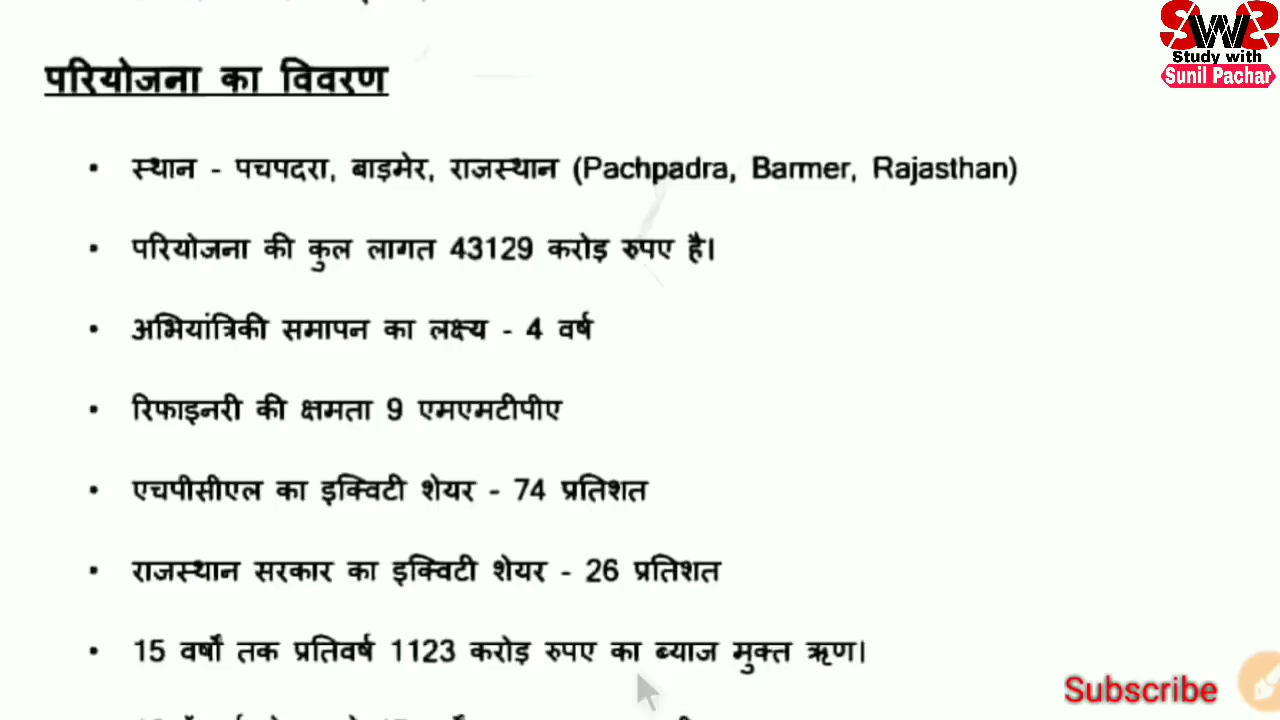 SWS
Study with
Sunil Pachar
परियोजना का विवरण
• स्थान - पचपदरा, बाड़मेर, राजस्थान (Pachpadra, Barmer, Rajasthan)
• परियोजना की कुल लागत 43129 करोड़ रुपए है।
• अभियांत्रिकी समापन का लक्ष्य - 4 वर्ष
• रिफाइनरी की क्षमता 9 एमएमटीपीए
• एचपीसीएल का इक्विटी शेयर - 74 प्रतिशत
• राजस्थान सरकार का इक्विटी शेयर - 26 प्रतिशत
• 15 वर्षों तक प्रतिवर्ष 1123 करोड़ रुपए का ब्याज मुक्त ऋण।
Subscribe